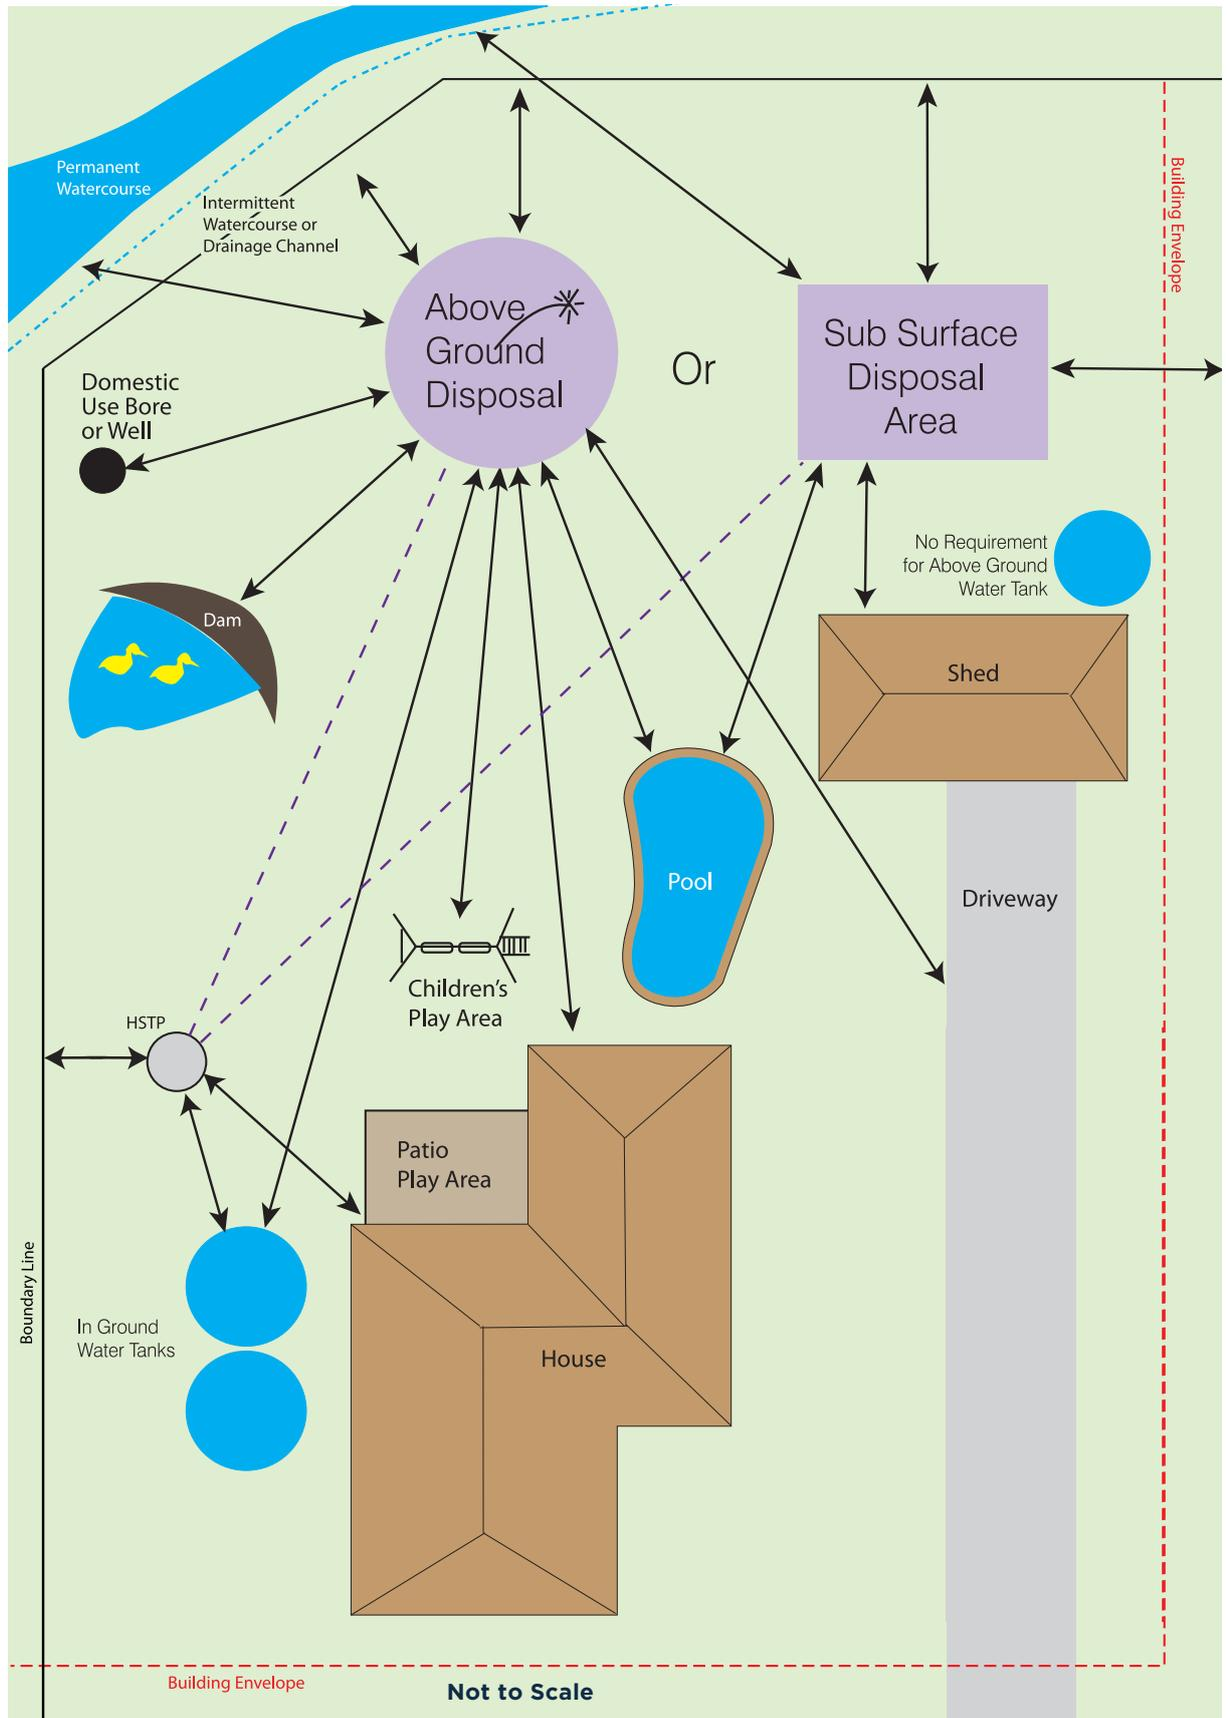 Permanent
Watercourse
Intermittent
Watercourse or
Drainage Channel
Building Envelope
Above
Ground
Disposal
Or
Sub Surface
Disposal
Area
Domestic
Use Bore
or Well
No Requirement
for Above Ground
Water Tank
Dam
Shed
Pool
Driveway
Children's
Play Area
HSTP
Patio
Play Area
Boundary Line
In Ground
Water Tanks
House
Building Envelope
Not to Scale